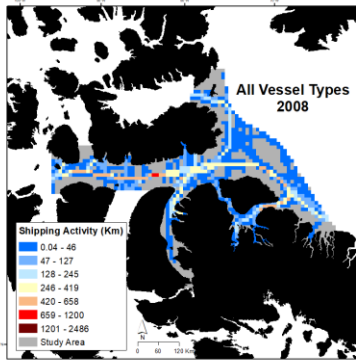 All Vessel Types
2008
Shipping Activity (Km)
0.04 - 46
47 - 127
128 - 245
246 - 419
420 - 658
659 - 1200
1201 - 2486
Study Area
N
0 30 60 120 Km